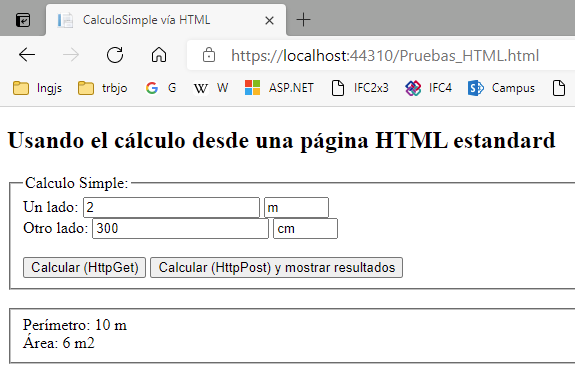 CalculoSimple vía HTML
https://localhost:44310/Pruebas_HTML.html
Ingjs trbjo G W ASP.NET IFC2x3 IFC4 Campus
Usando el cálculo desde una página HTML estandard
Calculo Simple:
Un lado: 2 m
Otro lado: 300 cm
Calcular (HttpGet) Calcular (HttpPost) y mostrar resultados
Perímetro: 10 m
Área: 6 m2